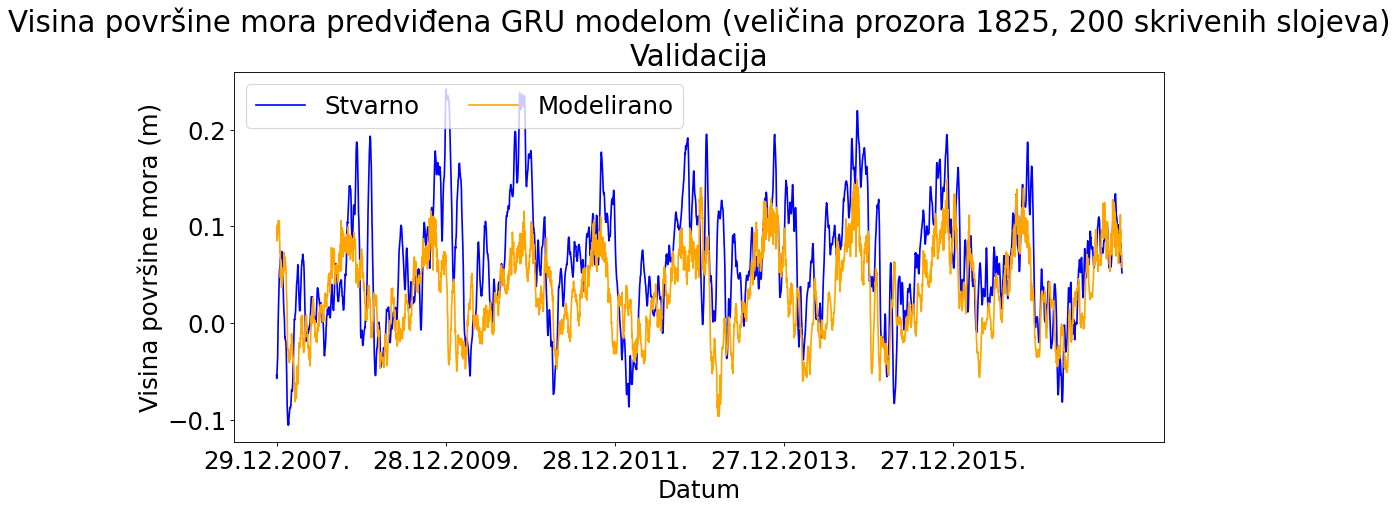 Visina površine mora predviđena GRU modelom (veličina prozora 1825, 200 skrivenih slojeva)
Validacija
Stvarno Modelirano
Visina površine mora (m)
0.2
0.1
0.0
−0.1
29.12.2007. 28.12.2009. 28.12.2011. 27.12.2013. 27.12.2015.
Datum